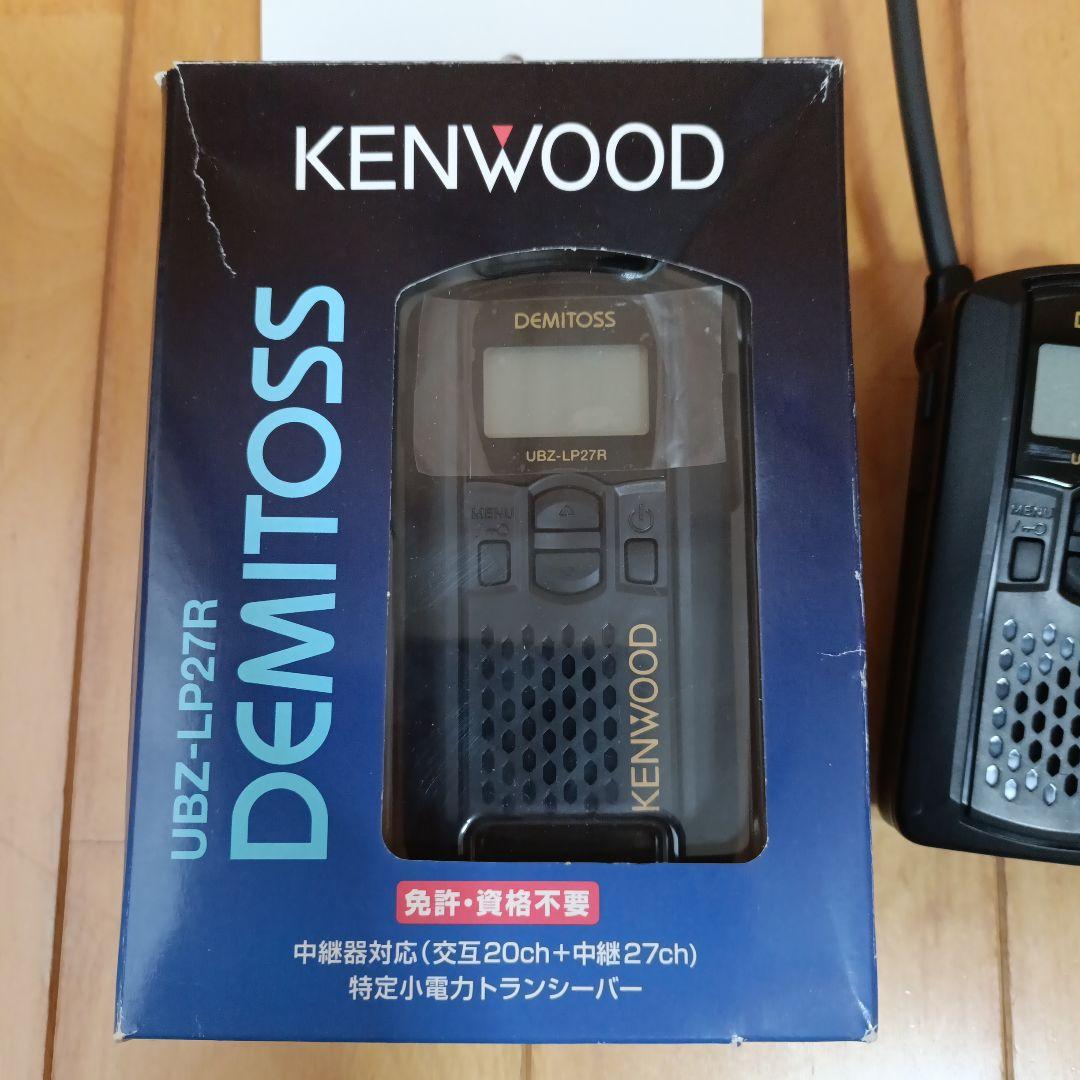 KENWOOD
UBZ-LP27R
DEMITOSS
DEMITOSS
UBZ-LP27R
MENU
KENWOOD
免許・資格不要
中継器対応(交互20ch+中継27ch)
特定小電力トランシーバー
MENU